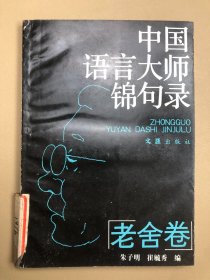 中国
语言大师
锦句录
ZHONGGUO
YUYAN DASHI JINJULU
文汇出版社
老舍卷
朱子明 崔毓秀 编